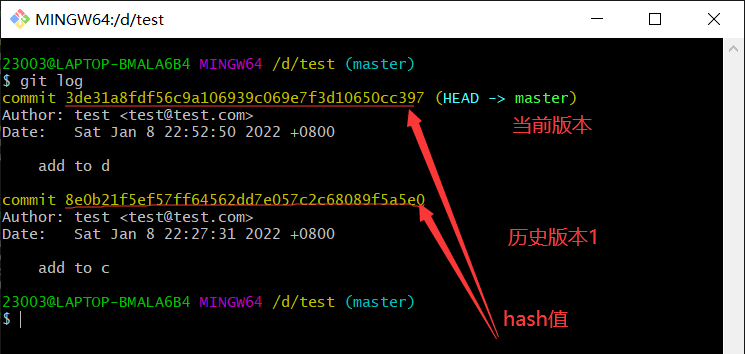 MINGW64:/d/test
23003@LAPTOP-BMALA6B4 MINGW64 /d/test (master)
$ git log
commit 3de31a8fdf56c9a106939c069e7f3d10650cc397 (HEAD -> master)
Author: test <test@test.com>
当前版本
Date:   Sat Jan 8 22:52:50 2022 +0800
add to d
commit 8e0b21f5ef57ff64562dd7e057c2c68089f5a5e0
Author: test <test@test.com>
Date:   Sat Jan 8 22:27:31 2022 +0800
历史版本1
add to c
23003@LAPTOP-BMALA6B4 MINGW64 /d/test (master)
$
hash值